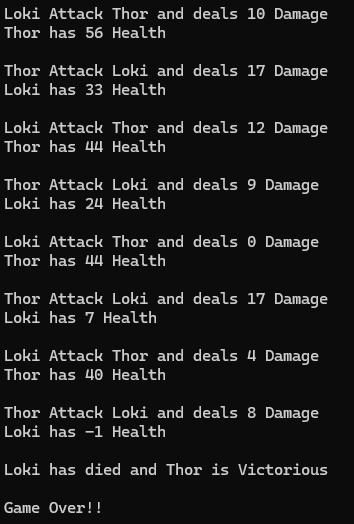 Loki Attack Thor and deals 10 Damage
Thor has 56 Health
Thor Attack Loki and deals 17 Damage
Loki has 33 Health
Loki Attack Thor and deals 12 Damage
Thor has 44 Health
Thor Attack Loki and deals 9 Damage
Loki has 24 Health
Loki Attack Thor and deals 0 Damage
Thor has 44 Health
Thor Attack Loki and deals 17 Damage
Loki has 7 Health
Loki Attack Thor and deals 4 Damage
Thor has 40 Health
Thor Attack Loki and deals 8 Damage
Loki has -1 Health
Loki has died and Thor is Victorious
Game Over!!